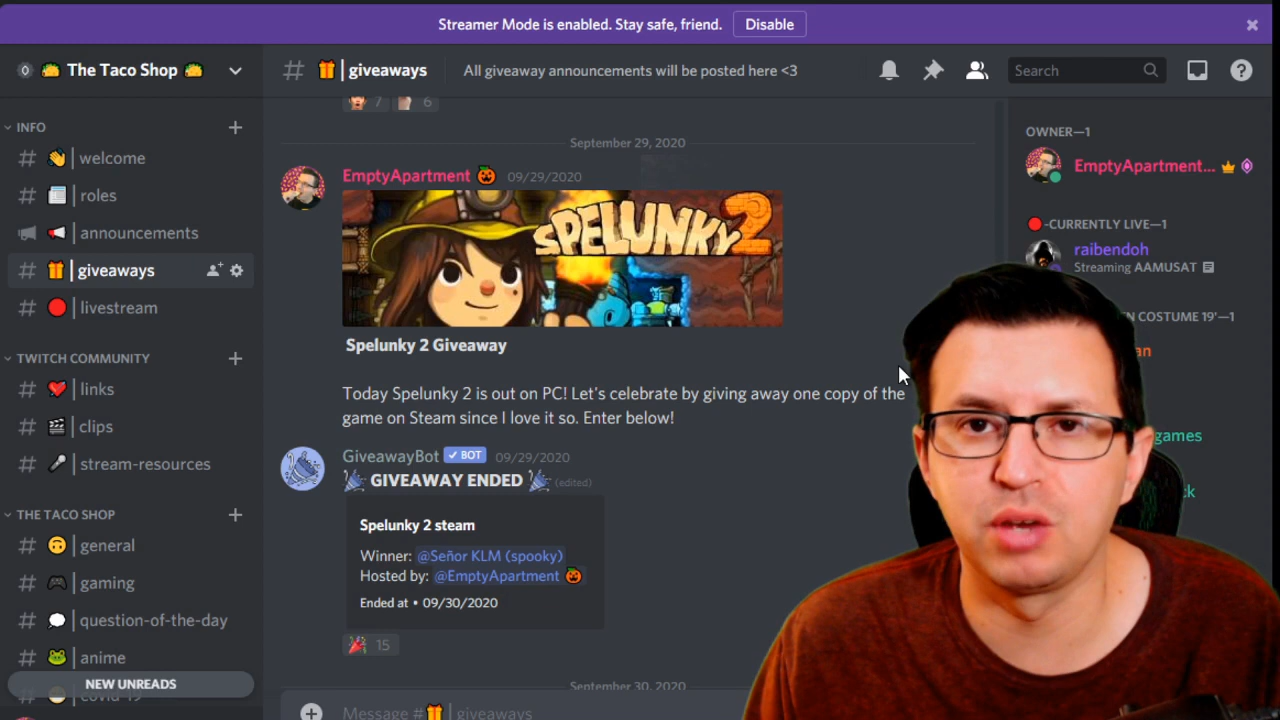 Streamer Mode is enabled. Stay safe, friend. Disable
The Taco Shop
# | giveaways All giveaway announcements will be posted here <3 Search
INFO
# | welcome
# | roles
| announcements
# | giveaways
# | livestream
TWITCH COMMUNITY
# | links
# | clips
# | stream-resources
THE TACO SHOP
# | general
# | gaming
# | question-of-the-day
# | anime
NEW UNREADS
7 6
September 29, 2020
EmptyApartment 09/29/2020
SPELUNKY 2
Spelunky 2 Giveaway
Today Spelunky 2 is out on PC! Let's celebrate by giving away one copy of the
game on Steam since I love it so. Enter below!
GiveawayBot ✓ BOT 09/29/2020
GIVEAWAY ENDED (edited)
Spelunky 2 steam
Winner: @Señor KLM (spooky)
Hosted by: @EmptyApartment
Ended at • 09/30/2020
15
September 30, 2020
Message # | giveaways
OWNER—1
EmptyApartment...
-CURRENTLY LIVE—1
raibendoh
Streaming AAMUSAT
COSTUME 19'—1
games